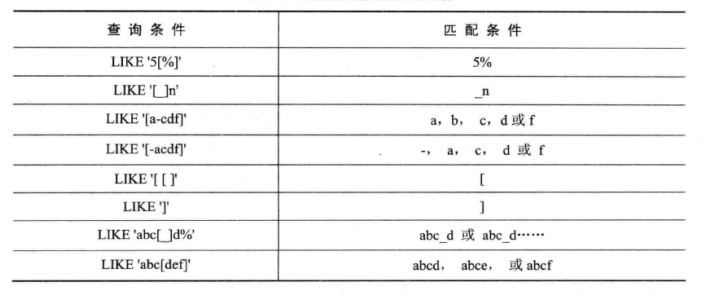 查 询 条 件 匹 配 条 件
LIKE '5[%]' 5%
LIKE '[_]n' _n
LIKE '[a-cdf]' a, b, c, d 或 f
LIKE '[-acdf]' -, a, c, d 或 f
LIKE '[ [ ]' [
LIKE ']' ]
LIKE 'abc[_]d%' abc_d 或 abc_d……
LIKE 'abc[def]' abcd, abce, 或 abcf